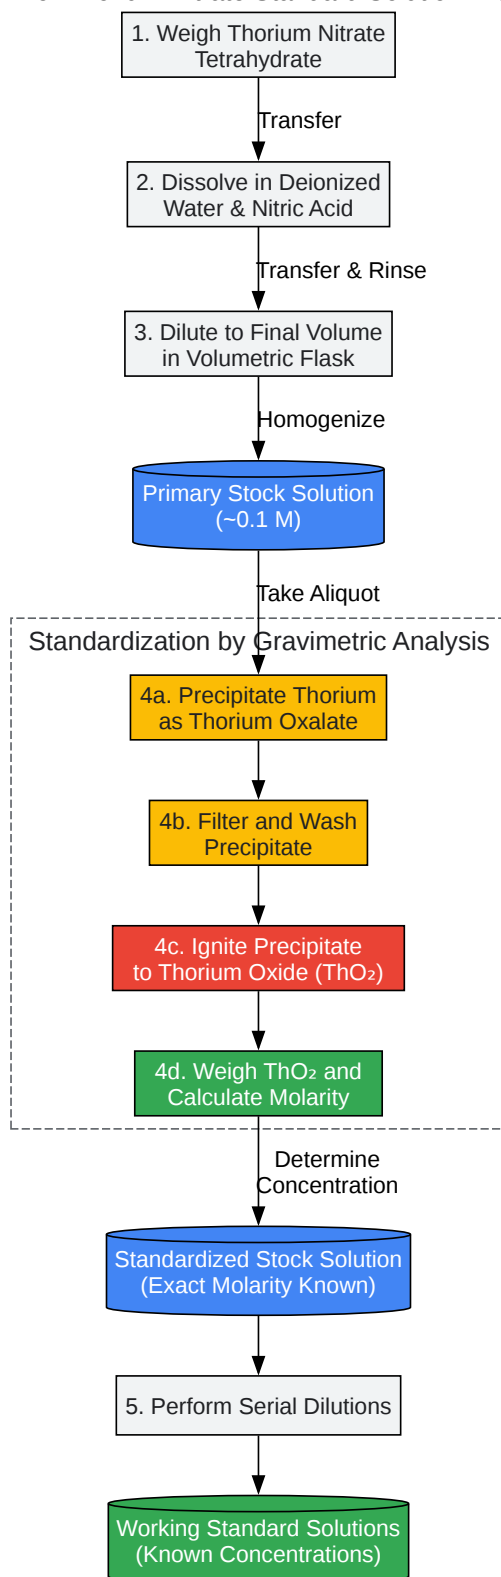 1. Weigh Thorium Nitrate
Tetrahydrate
Transfer
2. Dissolve in Deionized
Water & Nitric Acid
Transfer & Rinse
3. Dilute to Final Volume
in Volumetric Flask
Homogenize
Primary Stock Solution
(~0.1 M)
Take Aliquot
Standardization by Gravimetric Analysis
4a. Precipitate Thorium
as Thorium Oxalate
4b. Filter and Wash
Precipitate
4c. Ignite Precipitate
to Thorium Oxide (ThO₂)
4d. Weigh ThO₂ and
Calculate Molarity
Determine
Concentration
Standardized Stock Solution
(Exact Molarity Known)
5. Perform Serial Dilutions
Working Standard Solutions
(Known Concentrations)